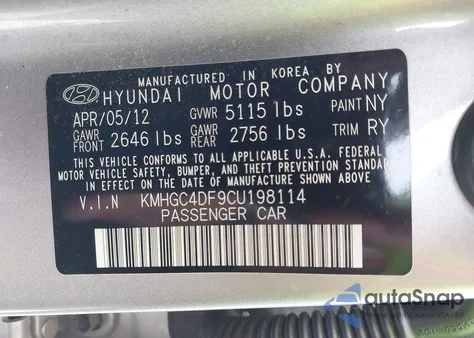 MANUFACTURED IN KOREA BY
HYUNDAI MOTOR COMPANY
APR/05/12 GVWR 5115 lbs PAINT NY
GAWR FRONT 2646 lbs GAWR REAR 2756 lbs TRIM RY
THIS VEHICLE CONFORMS TO ALL APPLICABLE U.S.A. FEDERAL
MOTOR VEHICLE SAFETY, BUMPER, AND THEFT PREVENTION STANDARD
IN EFFECT ON THE DATE OF MANUFACTURE SHOWN ABOVE.
V.I.N KMHGC4DF9CU198114
PASSENGER CAR
autoSnap